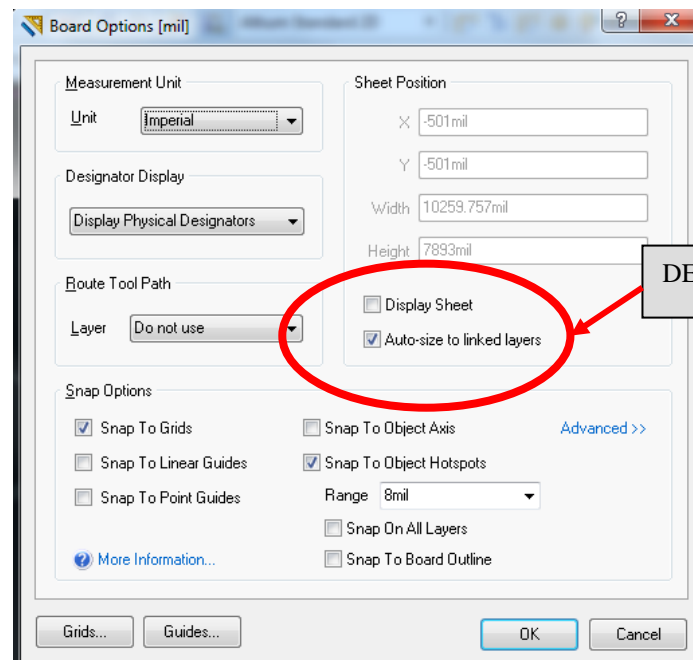 Board Options [mil]
Measurement Unit
Unit Imperial
Designator Display
Display Physical Designators
Route Tool Path
Layer Do not use
Sheet Position
X -501mil
Y -501mil
Width 10259.757mil
Height 7893mil
Display Sheet
Auto-size to linked layers
DE
Snap Options
Snap To Grids
Snap To Linear Guides
Snap To Point Guides
More Information...
Snap To Object Axis
Advanced >>
Snap To Object Hotspots
Range 8mil
Snap On All Layers
Snap To Board Outline
Grids...
Guides...
OK
Cancel